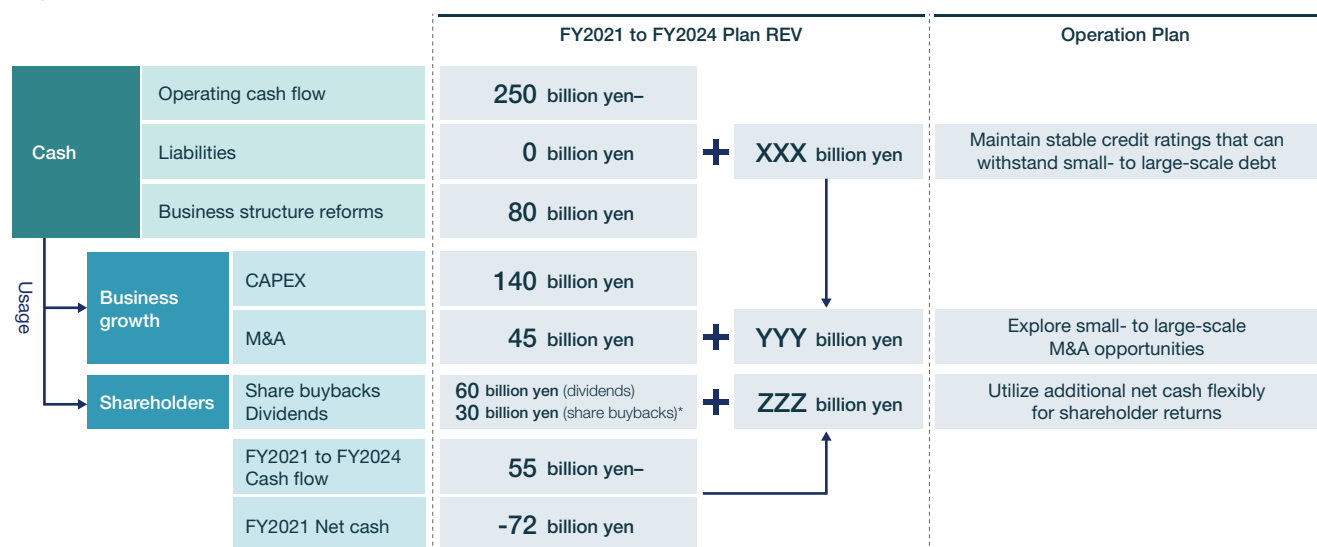 FY2021 to FY2024 Plan REV
Operation Plan
Cash
Operating cash flow
250 billion yen–
Liabilities
0 billion yen
+
XXX billion yen
Maintain stable credit ratings that can
withstand small- to large-scale debt
Business structure reforms
80 billion yen
Usage
Business
growth
CAPEX
140 billion yen
M&A
45 billion yen
+
YYY billion yen
Explore small- to large-scale
M&A opportunities
Shareholders
Share buybacks
Dividends
60 billion yen (dividends)
30 billion yen (share buybacks)*
+
ZZZ billion yen
Utilize additional net cash flexibly
for shareholder returns
FY2021 to FY2024
Cash flow
55 billion yen–
FY2021 Net cash
-72 billion yen